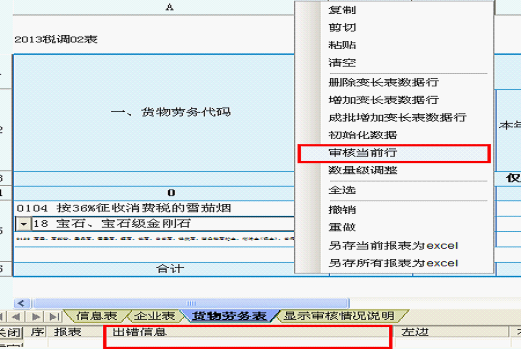 A
2013税调02表
一、货物劳务代码
本年
仅
0
0104 按36%征收消费税的雪茄烟
18 宝石、宝石级金刚石
合计
复制
剪切
粘贴
清空
删除变长表数据行
增加变长表数据行
成批增加变长表数据行
初始化数据
审核当前行
数量级调整
全选
撤销
重做
另存当前报表为excel
另存所有报表为excel
信息表 企业表 货物劳务表 显示审核情况说明
关闭 序 报表 出错信息 左边